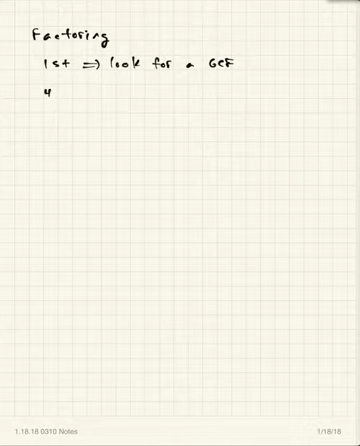 Factoring
1st ⇒ look for a GCF
4
1.18.18 0310 Notes
1/18/18